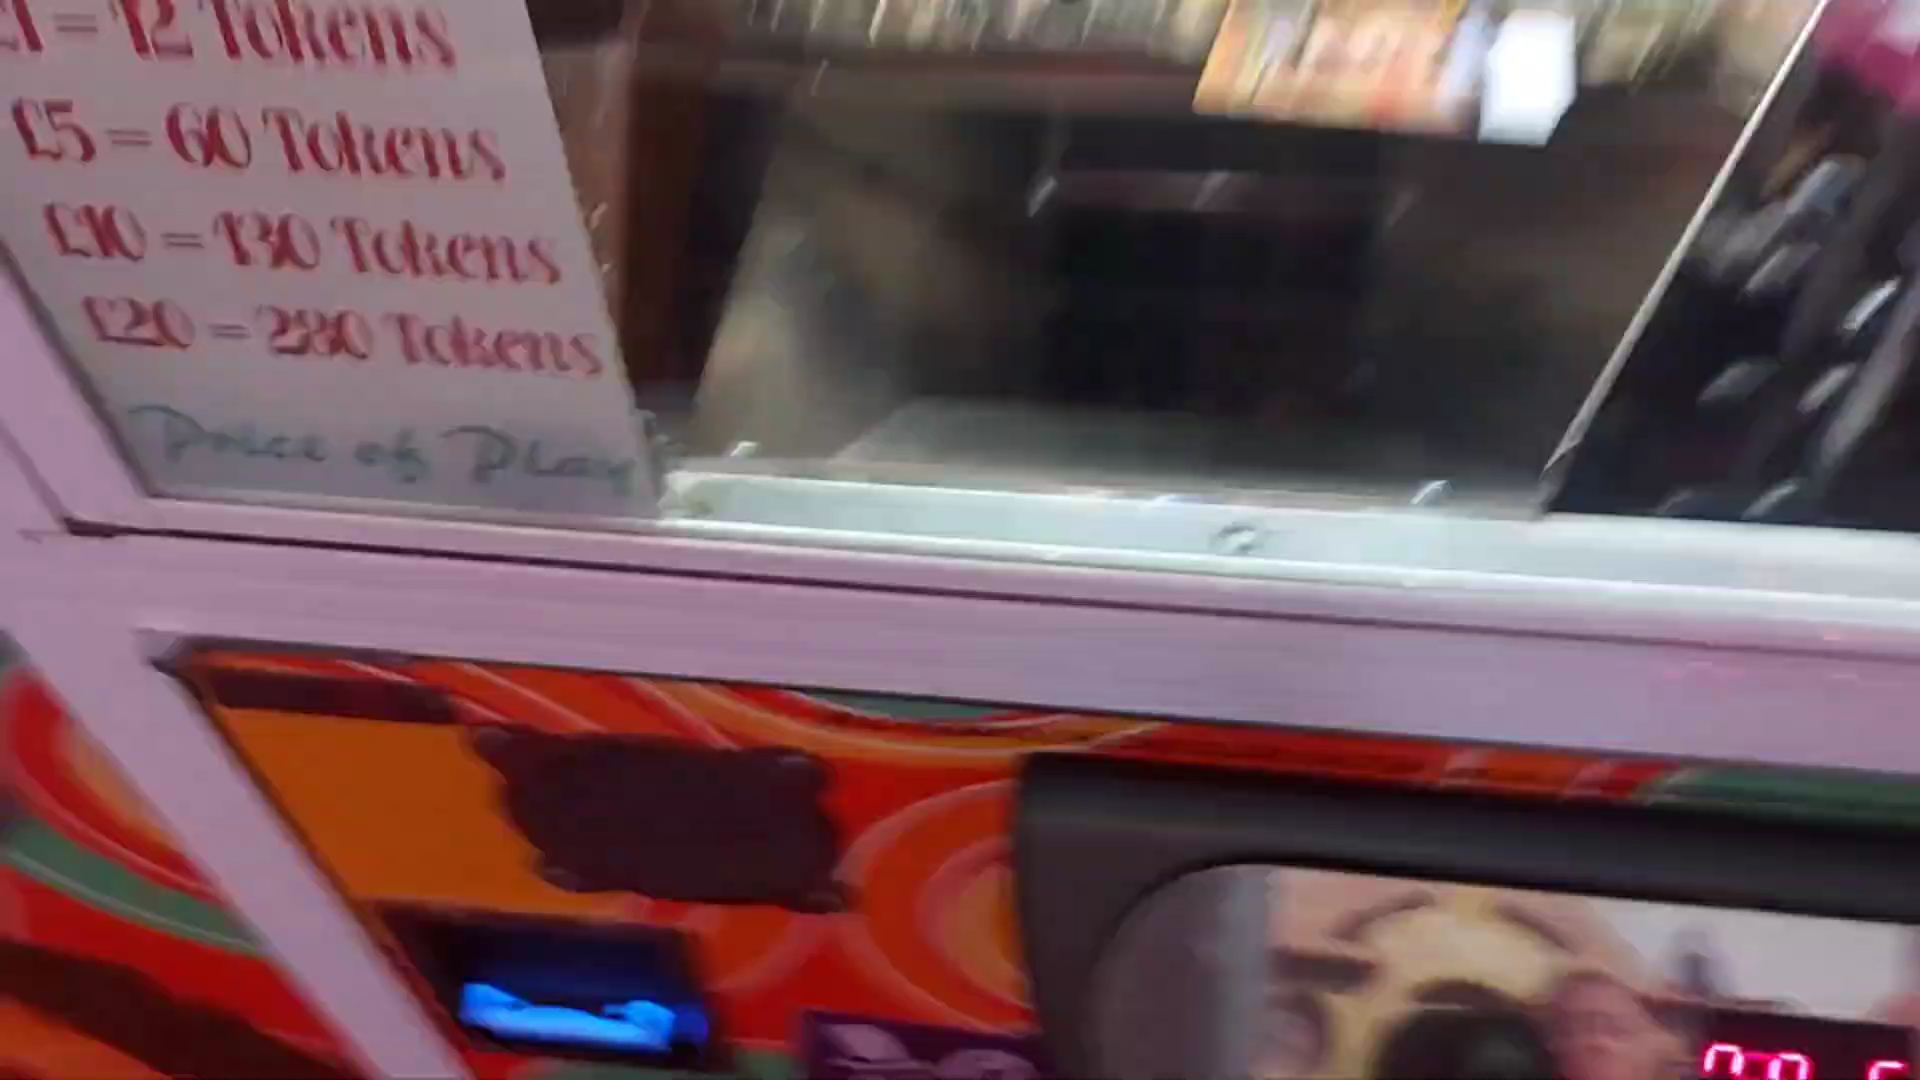 £1 = 12 Tokens
£5 = 60 Tokens
£10 = 130 Tokens
£20 = 280 Tokens
Price of Play